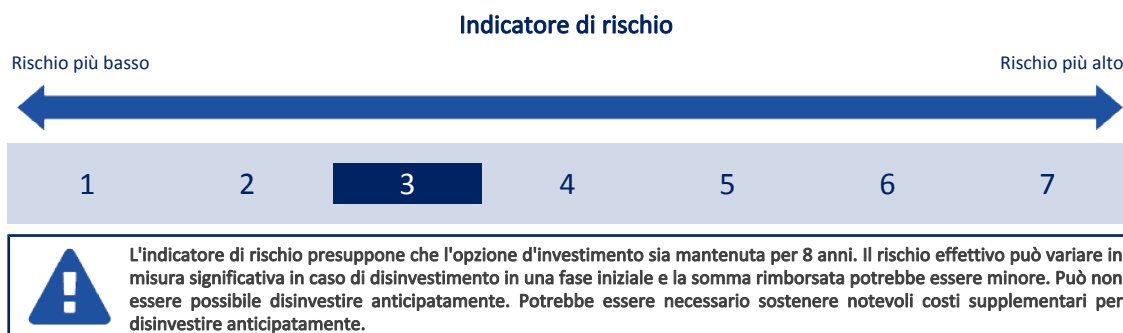 Indicatore di rischio
Rischio più basso
Rischio più alto
1 2 3 4 5 6 7
L'indicatore di rischio presuppone che l'opzione d'investimento sia mantenuta per 8 anni. Il rischio effettivo può variare in
misura significativa in caso di disinvestimento in una fase iniziale e la somma rimborsata potrebbe essere minore. Può non
essere possibile disinvestire anticipatamente. Potrebbe essere necessario sostenere notevoli costi supplementari per
disinvestire anticipatamente.